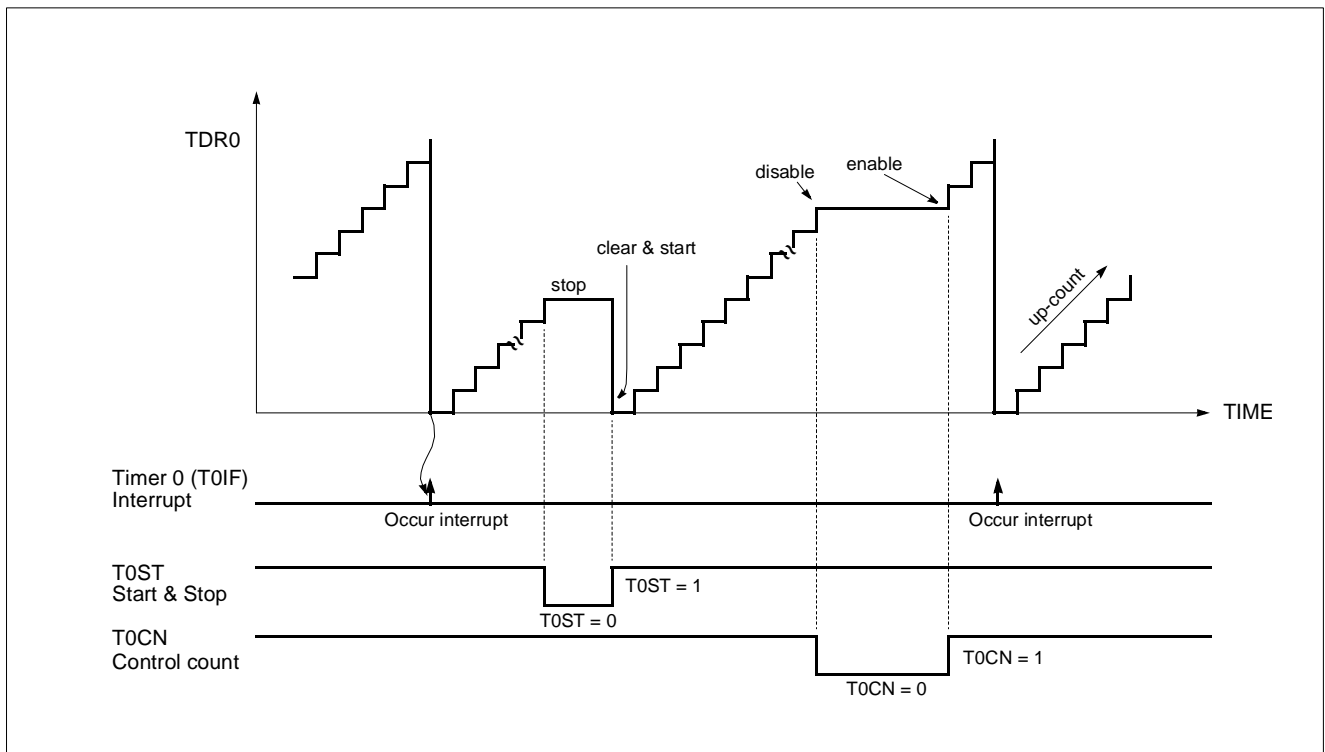 TDR0
disable
enable
clear & start
stop
up-count
TIME
Timer 0 (T0IF)
Interrupt
Occur interrupt
Occur interrupt
T0ST
Start & Stop
T0ST = 1
T0ST = 0
T0CN
Control count
T0CN = 1
T0CN = 0